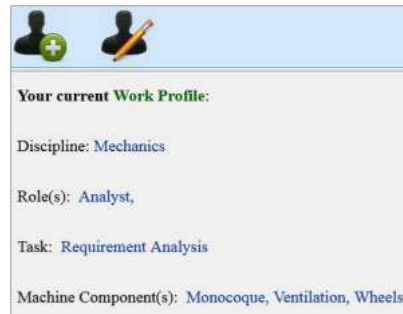 Your current Work Profile:
Discipline: Mechanics
Role(s): Analyst,
Task: Requirement Analysis
Machine Component(s): Monocoque, Ventilation, Wheels